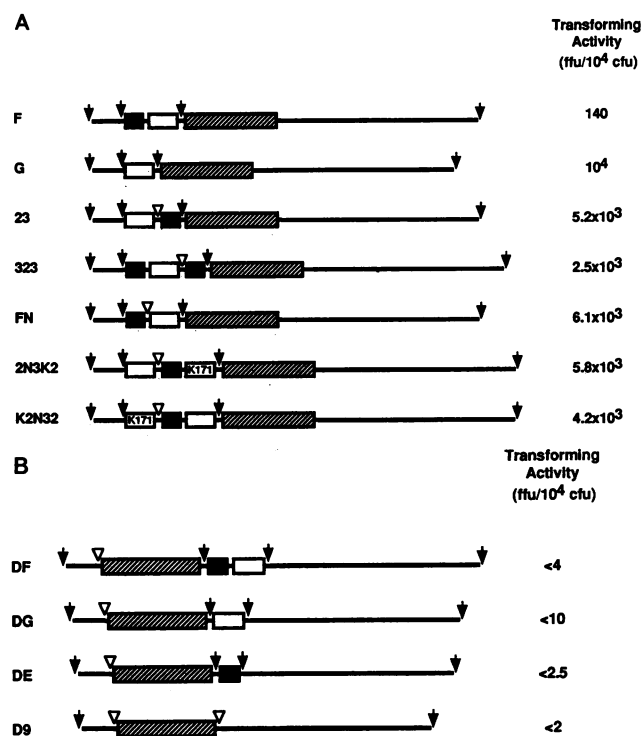 A
Transforming
Activity
(ffu/10⁴ cfu)
F 140
G 10⁴
23 5.2x10³
323 2.5x10³
FN 6.1x10³
2N3K2 K171 5.8x10³
K2N32 K171 4.2x10³
B
Transforming
Activity
(ffu/10⁴ cfu)
DF <4
DG <10
DE <2.5
D9 <2